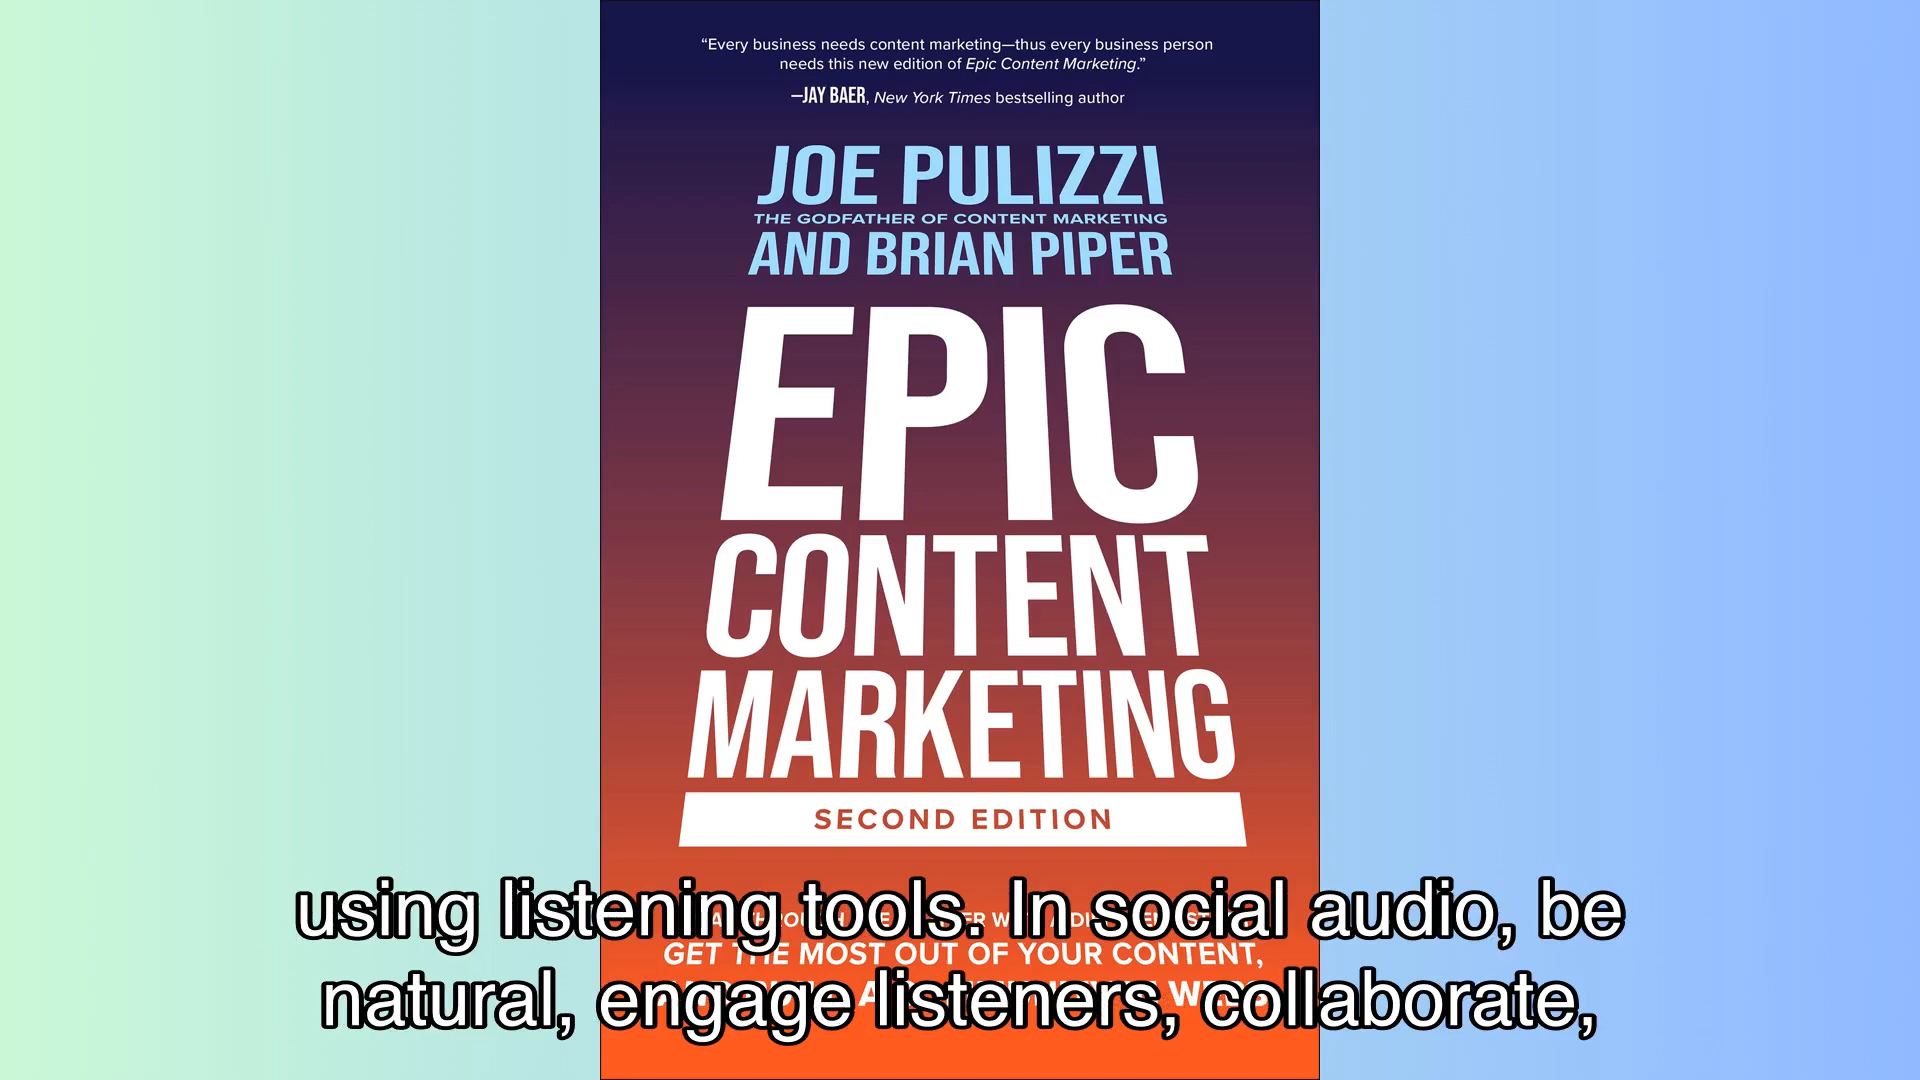 “Every business needs content marketing—thus every business person
needs this new edition of Epic Content Marketing.”
—JAY BAER, New York Times bestselling author
JOE PULIZZI
THE GODFATHER OF CONTENT MARKETING
AND BRIAN PIPER
EPIC
CONTENT
MARKETING
SECOND EDITION
GET THE MOST OUT OF YOUR CONTENT,
using listening tools. In social audio, be
natural, engage listeners, collaborate,